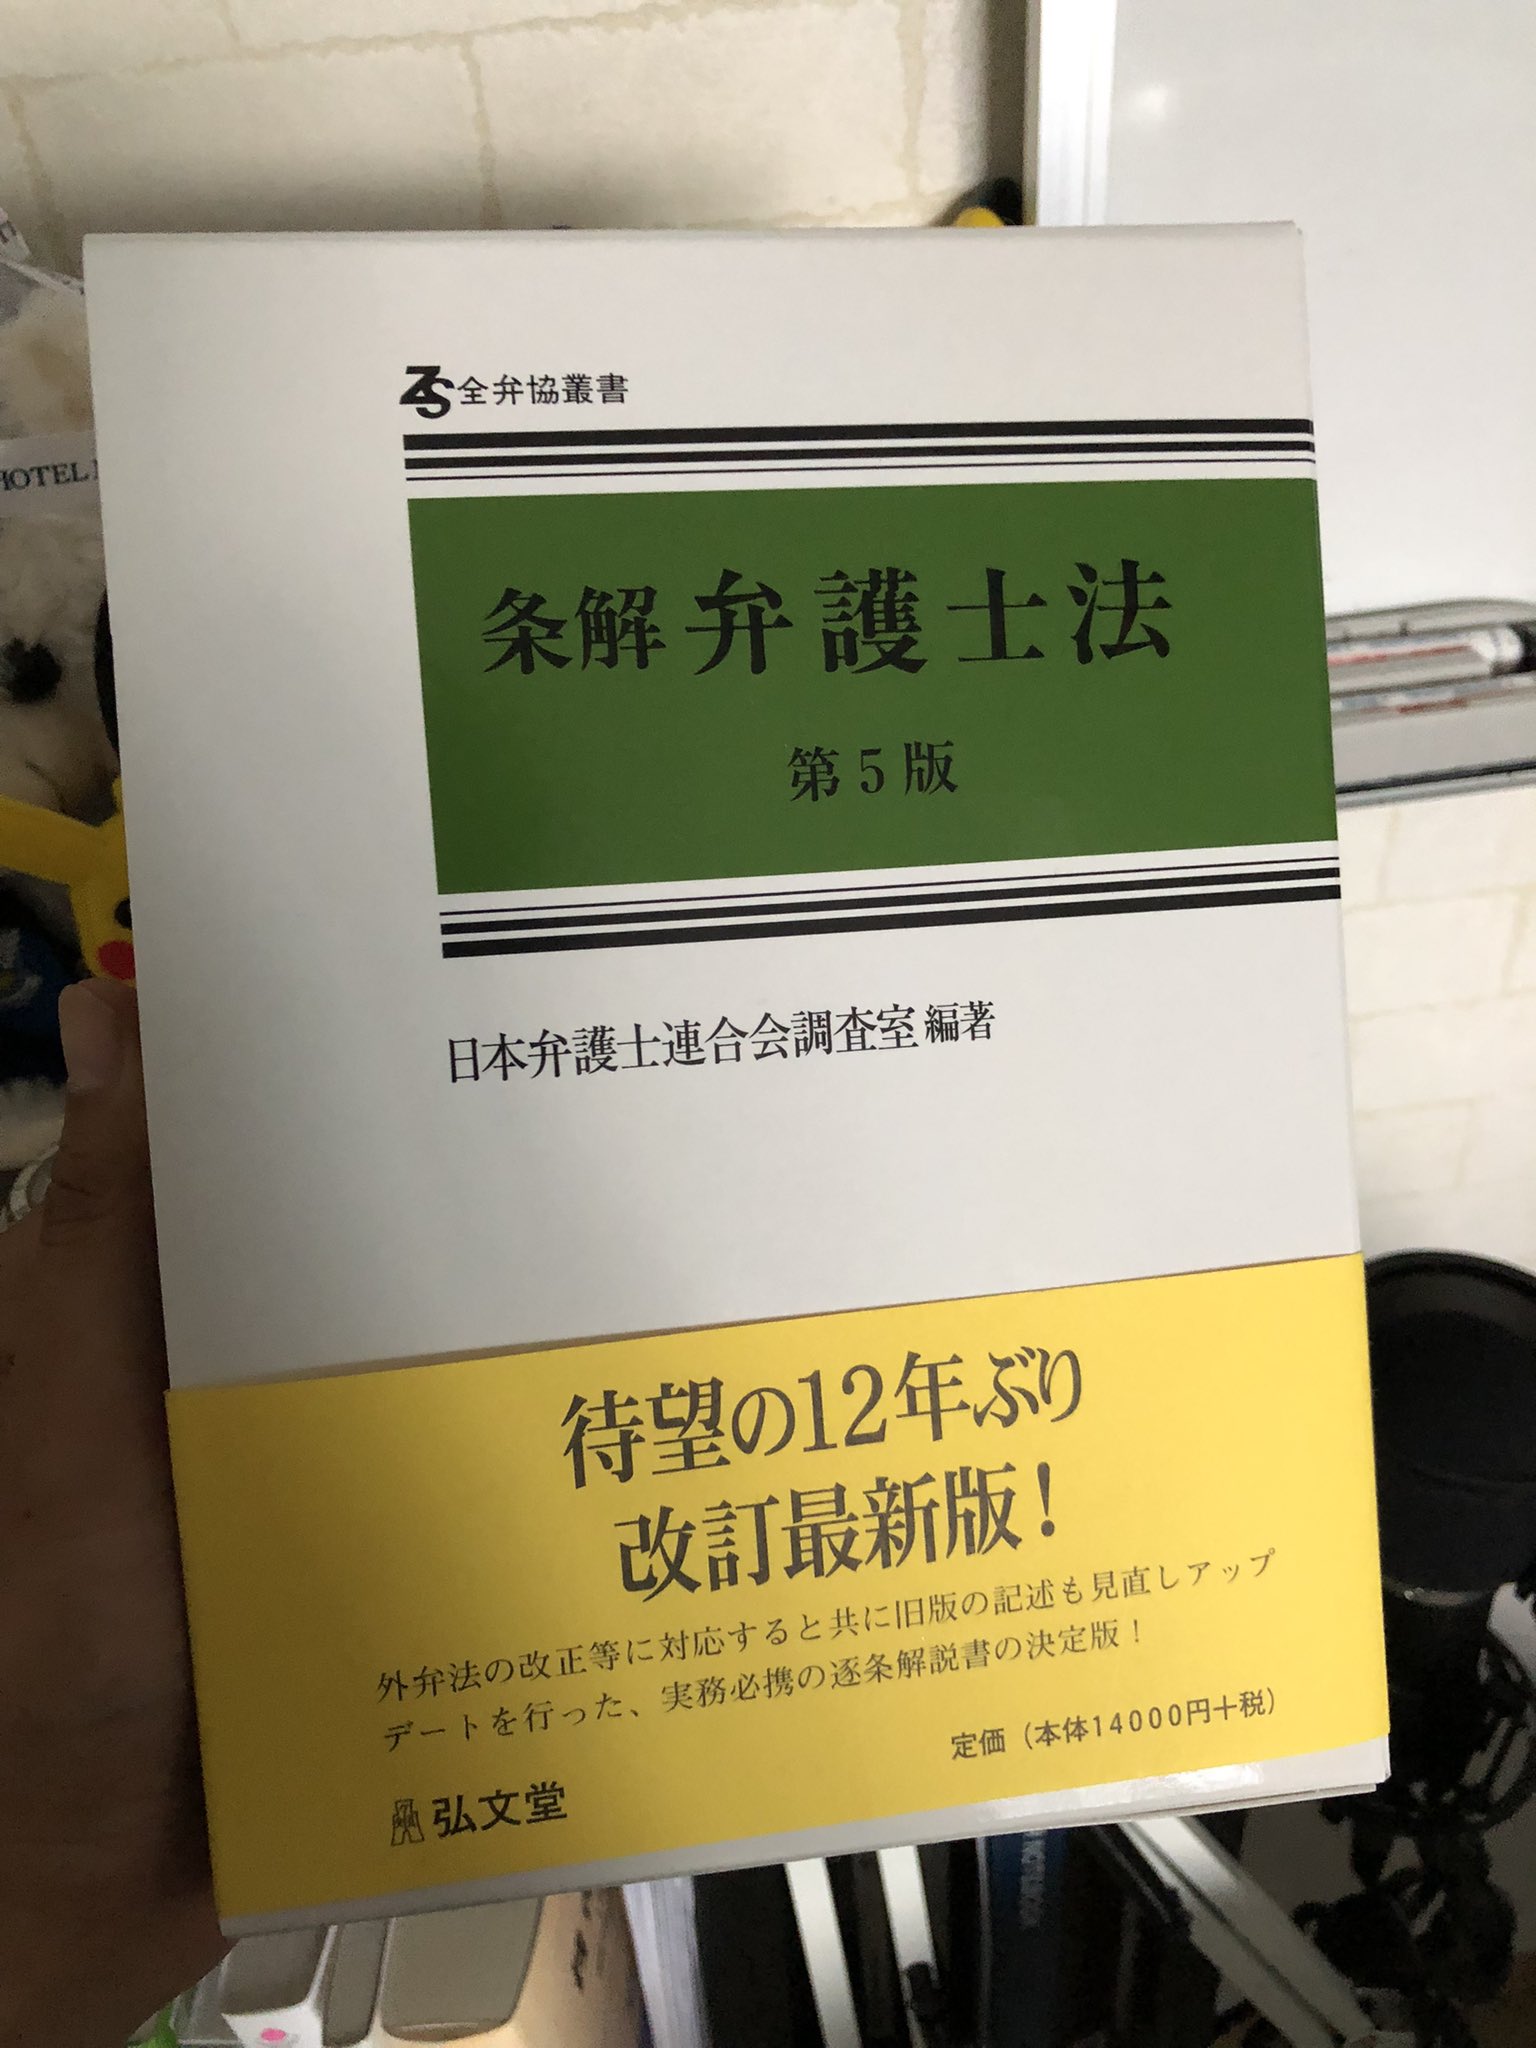 ZS全弁協叢書
HOTEL
条解 弁護士法
第5版
日本弁護士連合会調査室 編著
待望の12年ぶり
改訂最新版!
外弁法の改正等に対応すると共に旧版の記述も見直しアップ
デートを行った、実務必携の逐条解説書の決定版!
定価(本体14000円+税)
弘文堂